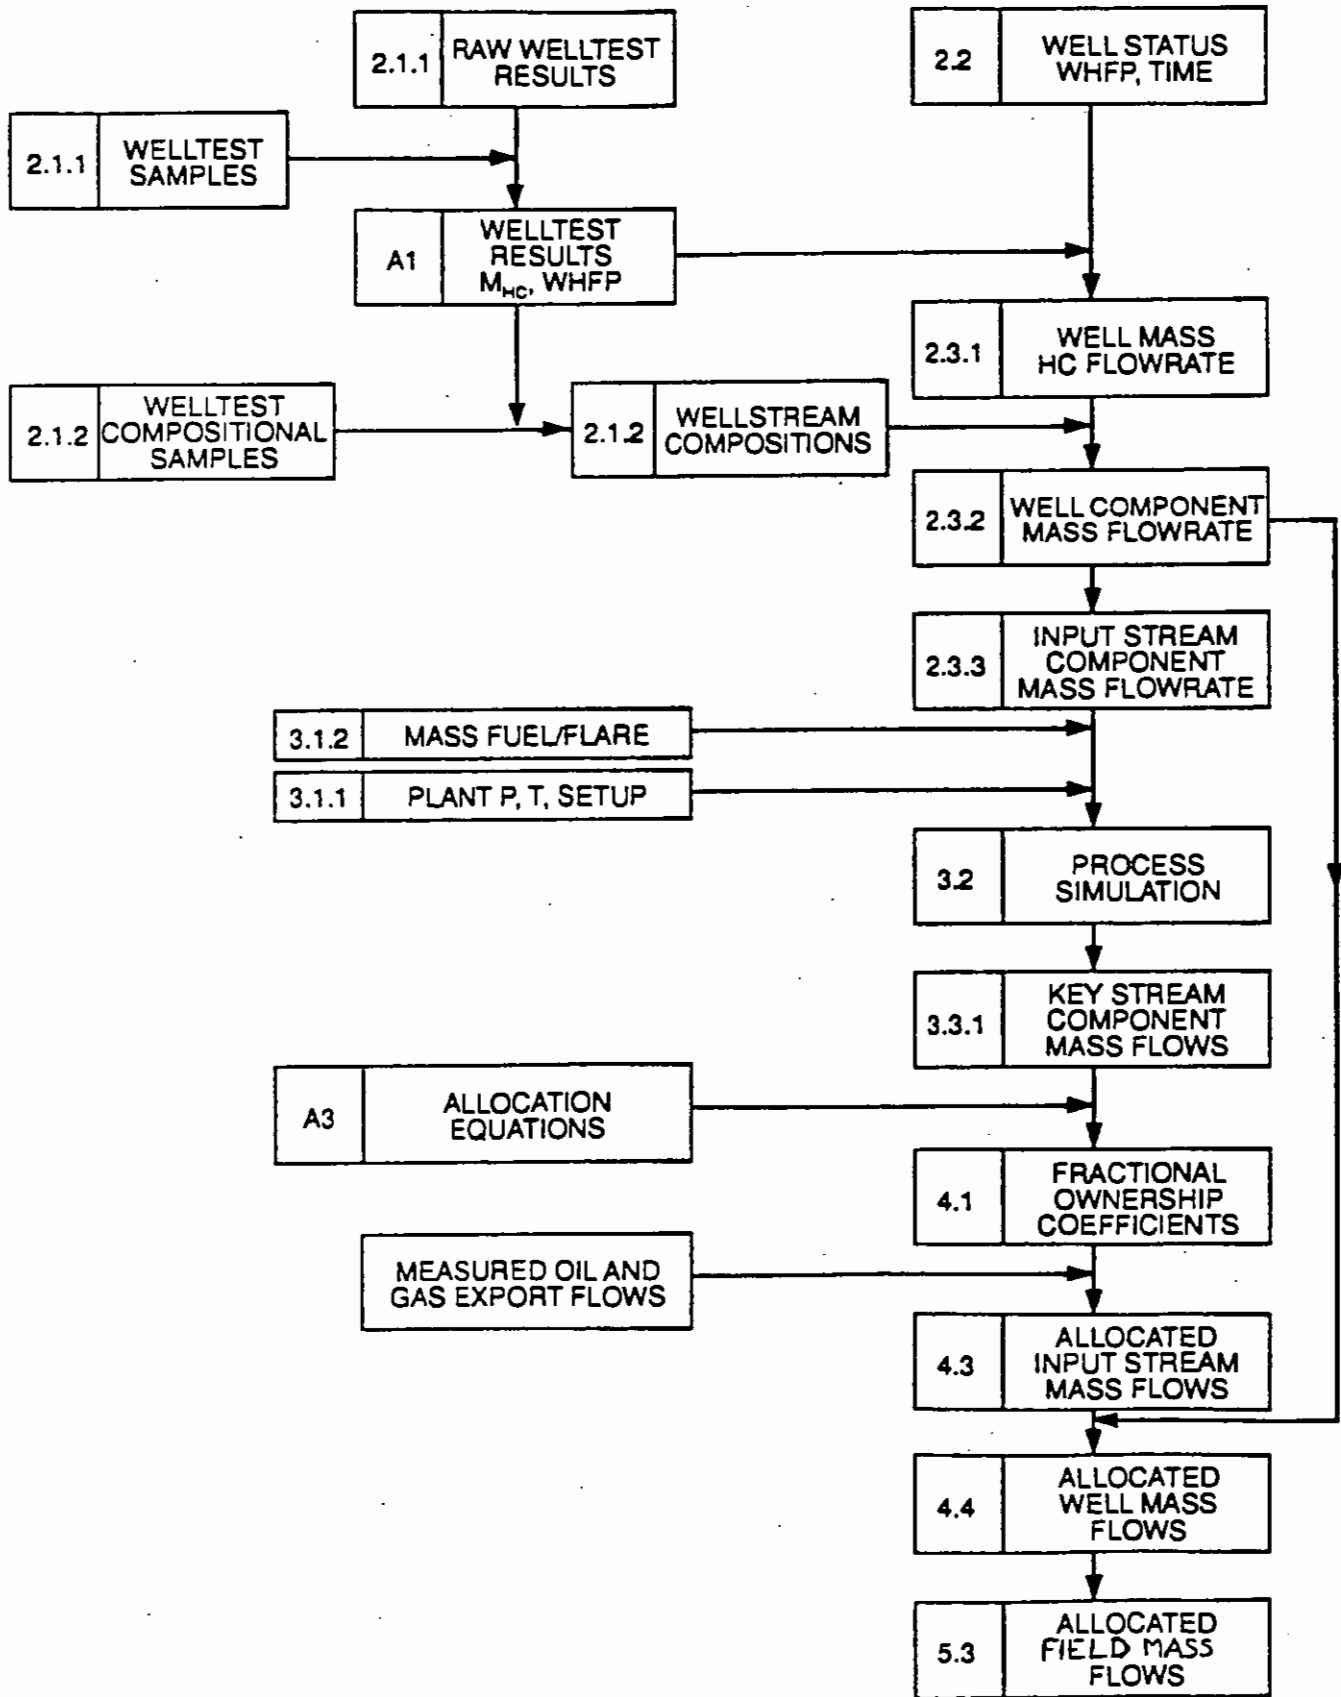 2.1.1
RAW WELLTEST
RESULTS
2.2
WELL STATUS
WHFP, TIME
2.1.1
WELLTEST
SAMPLES
A1
WELLTEST
RESULTS
M_HC, WHFP
2.3.1
WELL MASS
HC FLOWRATE
2.1.2
WELLTEST
COMPOSITIONAL
SAMPLES
2.1.2
WELLSTREAM
COMPOSITIONS
2.3.2
WELL COMPONENT
MASS FLOWRATE
2.3.3
INPUT STREAM
COMPONENT
MASS FLOWRATE
3.1.2
MASS FUEL/FLARE
3.1.1
PLANT P, T, SETUP
3.2
PROCESS
SIMULATION
3.3.1
KEY STREAM
COMPONENT
MASS FLOWS
A3
ALLOCATION
EQUATIONS
4.1
FRACTIONAL
OWNERSHIP
COEFFICIENTS
MEASURED OIL AND
GAS EXPORT FLOWS
4.3
ALLOCATED
INPUT STREAM
MASS FLOWS
4.4
ALLOCATED
WELL MASS
FLOWS
5.3
ALLOCATED
FIELD MASS
FLOWS